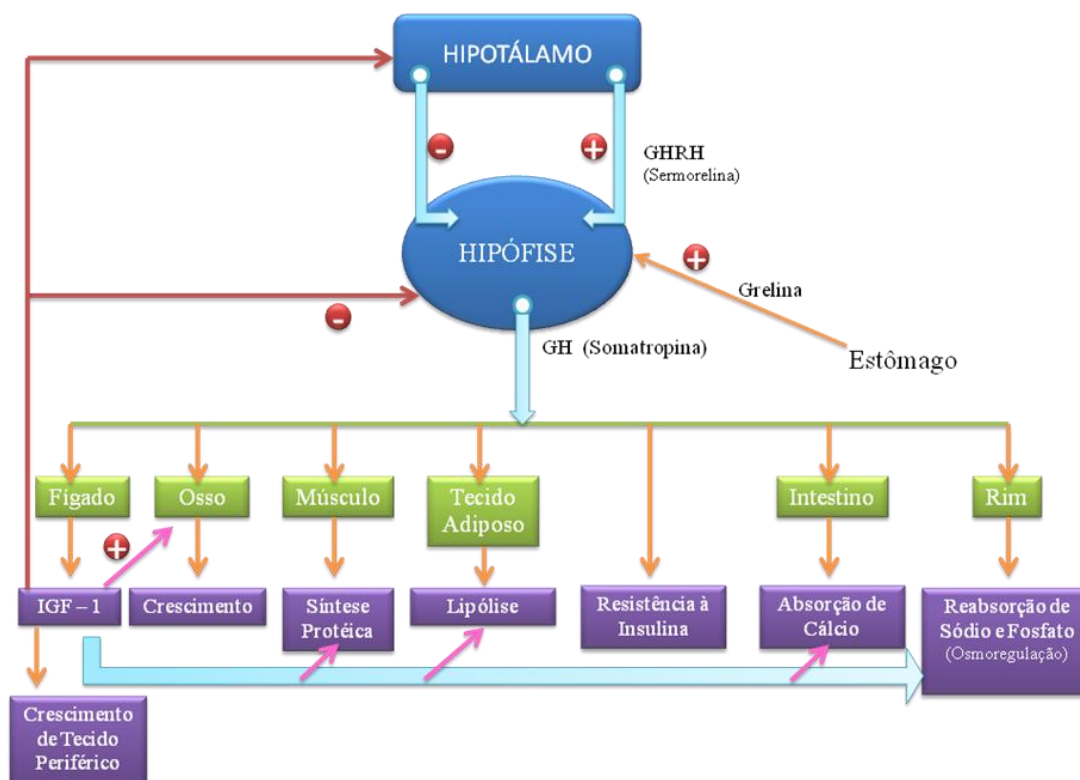 HIPOTÁLAMO
-
+
GHRH
(Sermorelina)
HIPÓFISE
+
Grelina
-
GH (Somatropina)
Estômago
Fígado
Osso
Músculo
Tecido
Adiposo
Intestino
Rim
+
IGF – 1
Crescimento
Síntese
Protéica
Lipólise
Resistência à
Insulina
Absorção de
Cálcio
Reabsorção de
Sódio e Fosfato
(Osmoregulação)
Crescimento
de Tecido
Periférico